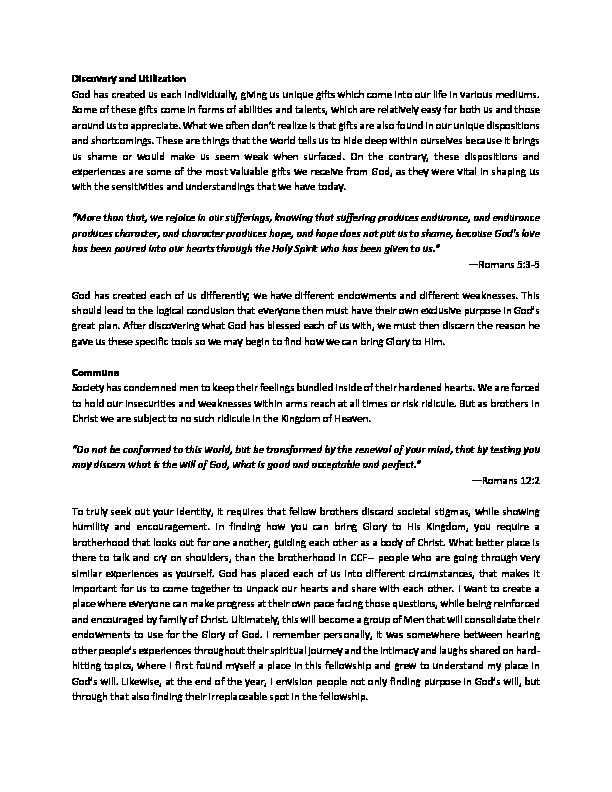 Discovery and Utilization
God has created us each individually, giving us unique gifts which come into our life in various mediums.
Some of these gifts come in forms of abilities and talents, which are relatively easy for both us and those
around us to appreciate. What we often don't realize is that gifts are also found in our unique dispositions
and shortcomings. These are things that the world tells us to hide deep within ourselves because it brings
us shame or would make us seem weak when surfaced. On the contrary, these dispositions and
experiences are some of the most valuable gifts we receive from God, as they were vital in shaping us
with the sensitivities and understandings that we have today.
"More than that, we rejoice in our sufferings, knowing that suffering produces endurance, and endurance
produces character, and character produces hope, and hope does not put us to shame, because God's love
has been poured into our hearts through the Holy Spirit who has been given to us."
—Romans 5:3-5
God has created each of us differently; we have different endowments and different weaknesses. This
should lead to the logical conclusion that everyone then must have their own exclusive purpose in God's
great plan. After discovering what God has blessed each of us with, we must then discern the reason he
gave us these specific tools so we may begin to find how we can bring Glory to Him.
Commune
Society has condemned men to keep their feelings bundled inside of their hardened hearts. We are forced
to hold our insecurities and weaknesses within arms reach at all times or risk ridicule. But as brothers in
Christ we are subject to no such ridicule in the Kingdom of Heaven.
"Do not be conformed to this world, but be transformed by the renewal of your mind, that by testing you
may discern what is the will of God, what is good and acceptable and perfect."
—Romans 12:2
To truly seek out your identity, it requires that fellow brothers discard societal stigmas, while showing
humility and encouragement. In finding how you can bring Glory to His Kingdom, you require a
brotherhood that looks out for one another, guiding each other as a body of Christ. What better place is
there to talk and cry on shoulders, than the brotherhood in CCF– people who are going through very
similar experiences as yourself. God has placed each of us into different circumstances, that makes it
important for us to come together to unpack our hearts and share with each other. I want to create a
place where everyone can make progress at their own pace facing those questions, while being reinforced
and encouraged by family of Christ. Ultimately, this will become a group of Men that will consolidate their
endowments to use for the Glory of God. I remember personally, it was somewhere between hearing
other people's experiences throughout their spiritual journey and the intimacy and laughs shared on hard-
hitting topics, where I first found myself a place in this fellowship and grew to understand my place in
God's will. Likewise, at the end of the year, I envision people not only finding purpose in God's will, but
through that also finding their irreplaceable spot in the fellowship.